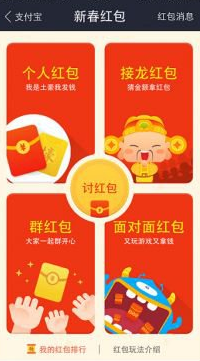 支付宝 新春红包 红包消息
个人红包
我是土豪我发钱
接龙红包
猜金额拿红包
讨红包
群红包
大家一起群开心
面对面红包
又玩游戏又拿钱
我的红包排行 红包玩法介绍